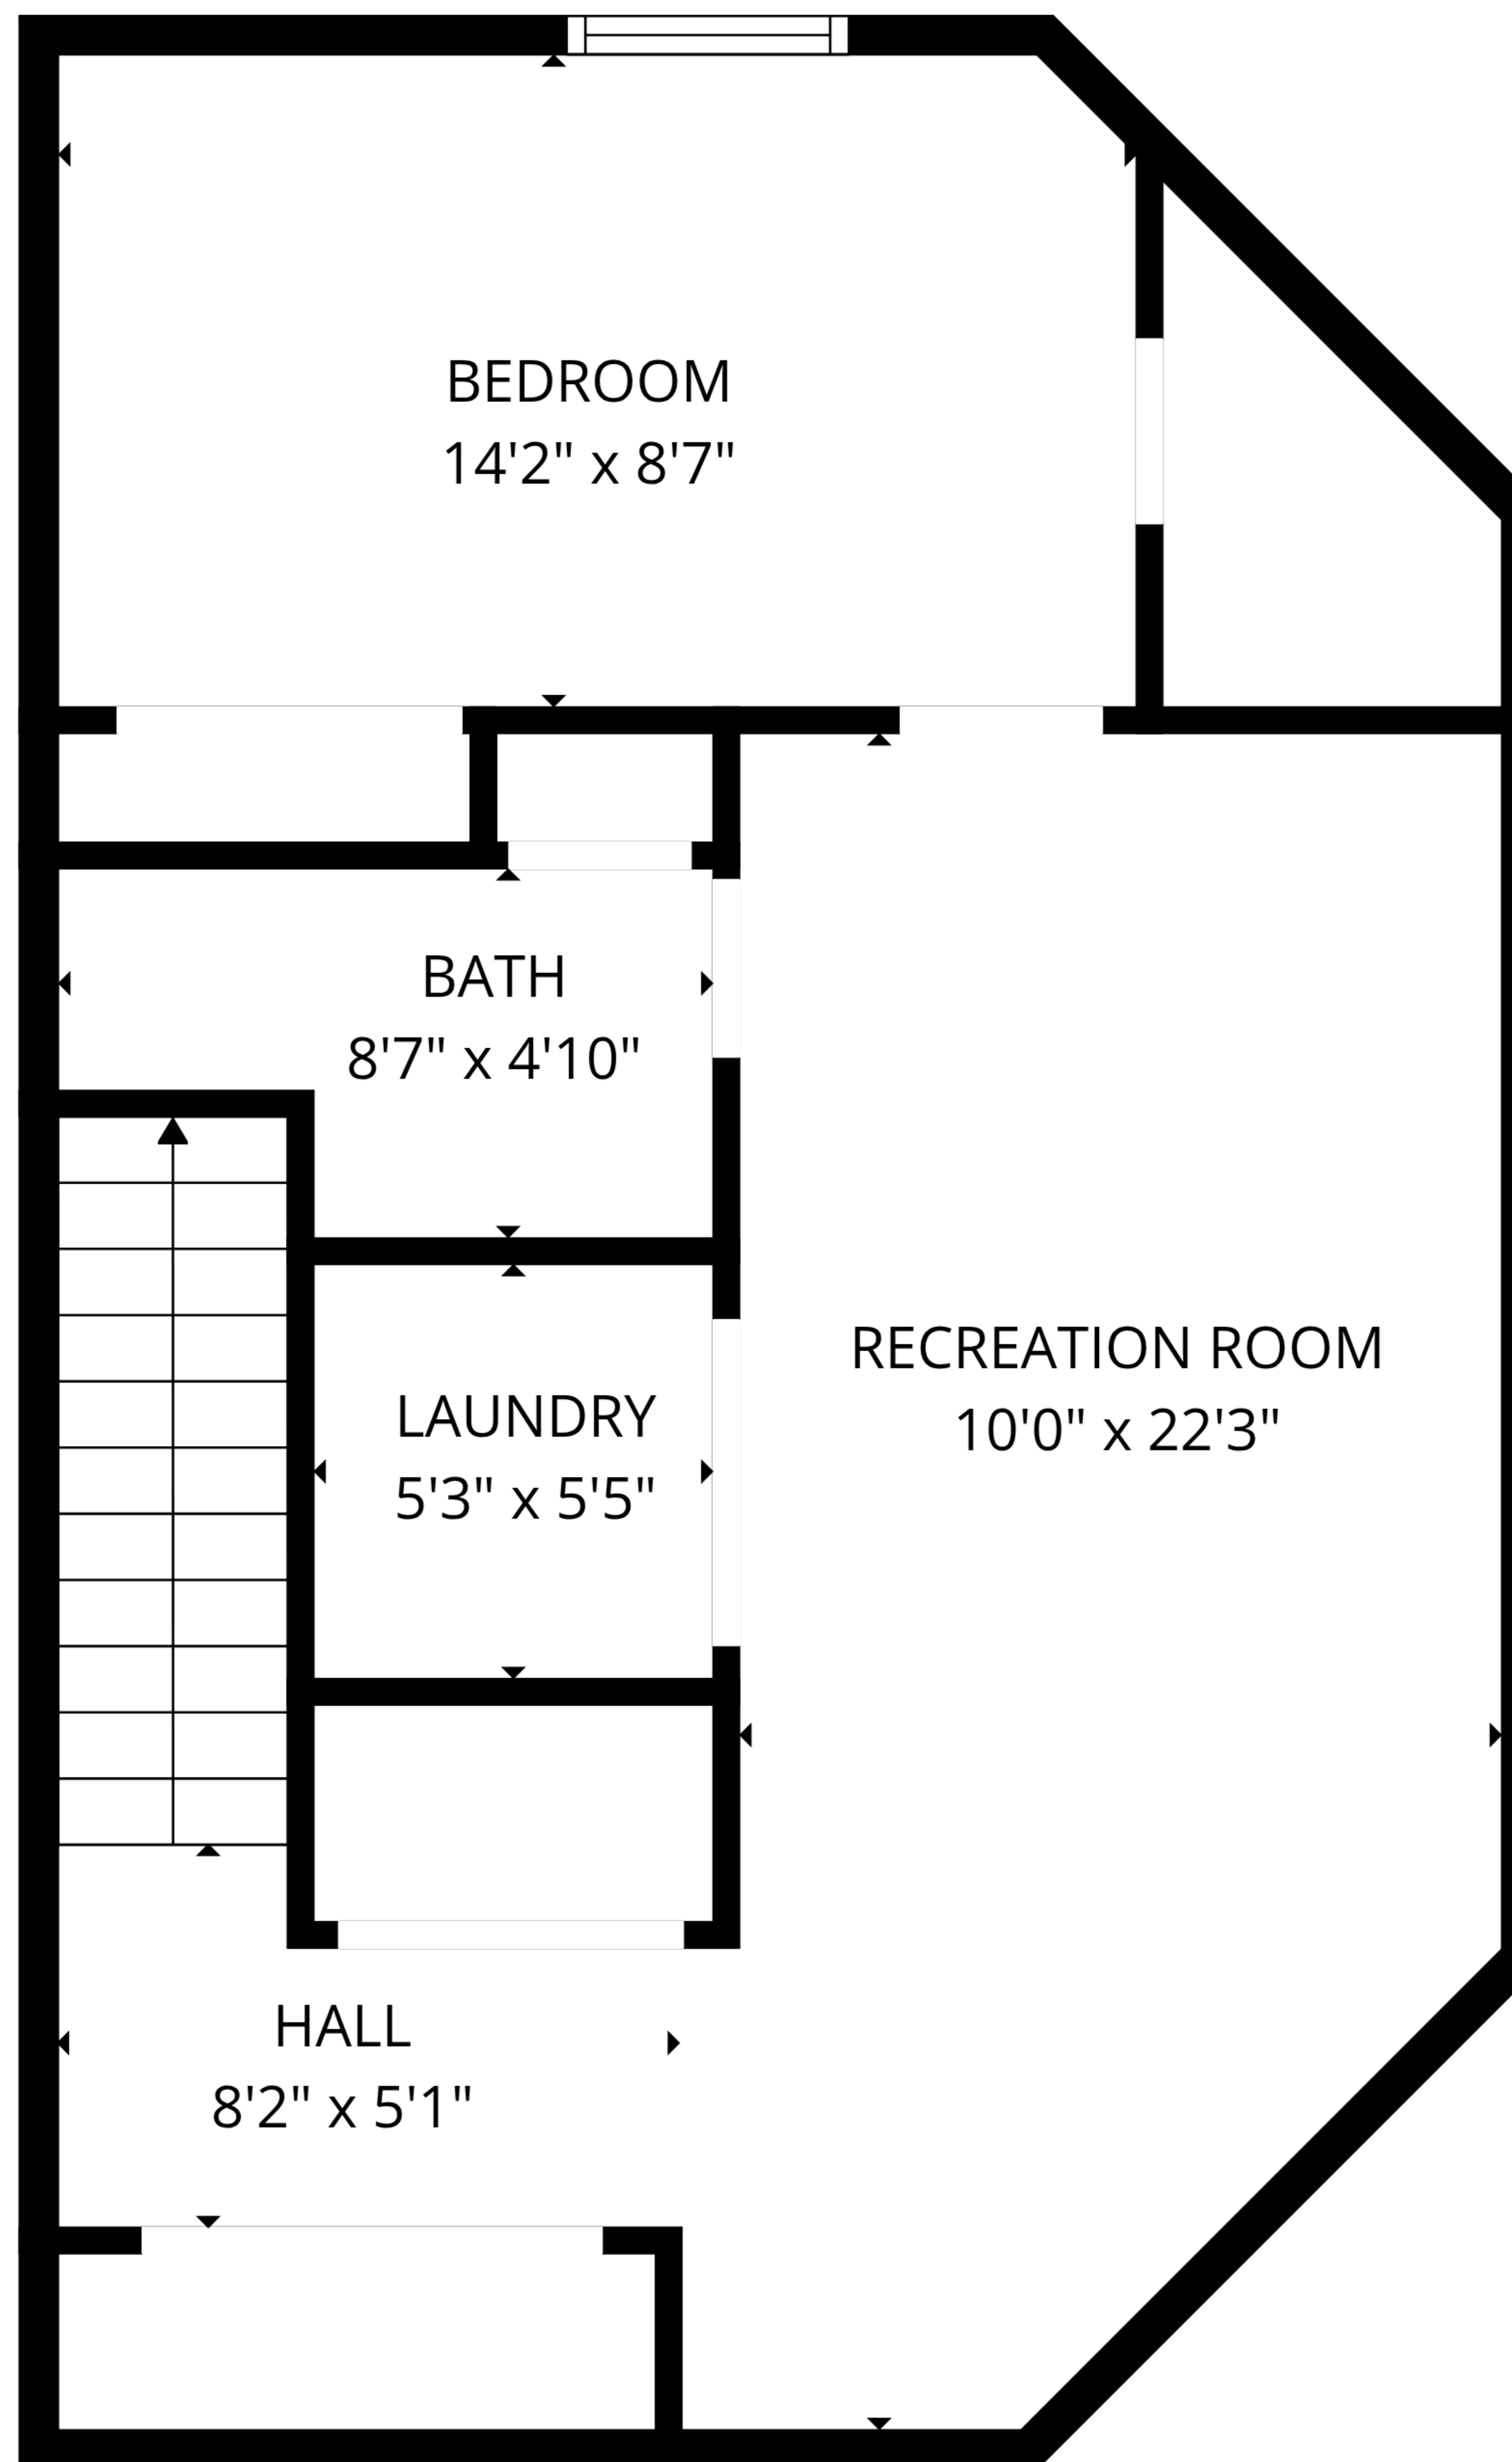 BEDROOM
14'2" x 8'7"
BATH
8'7" x 4'10"
RECREATION ROOM
10'0" x 22'3"
LAUNDRY
5'3" x 5'5"
HALL
8'2" x 5'1"